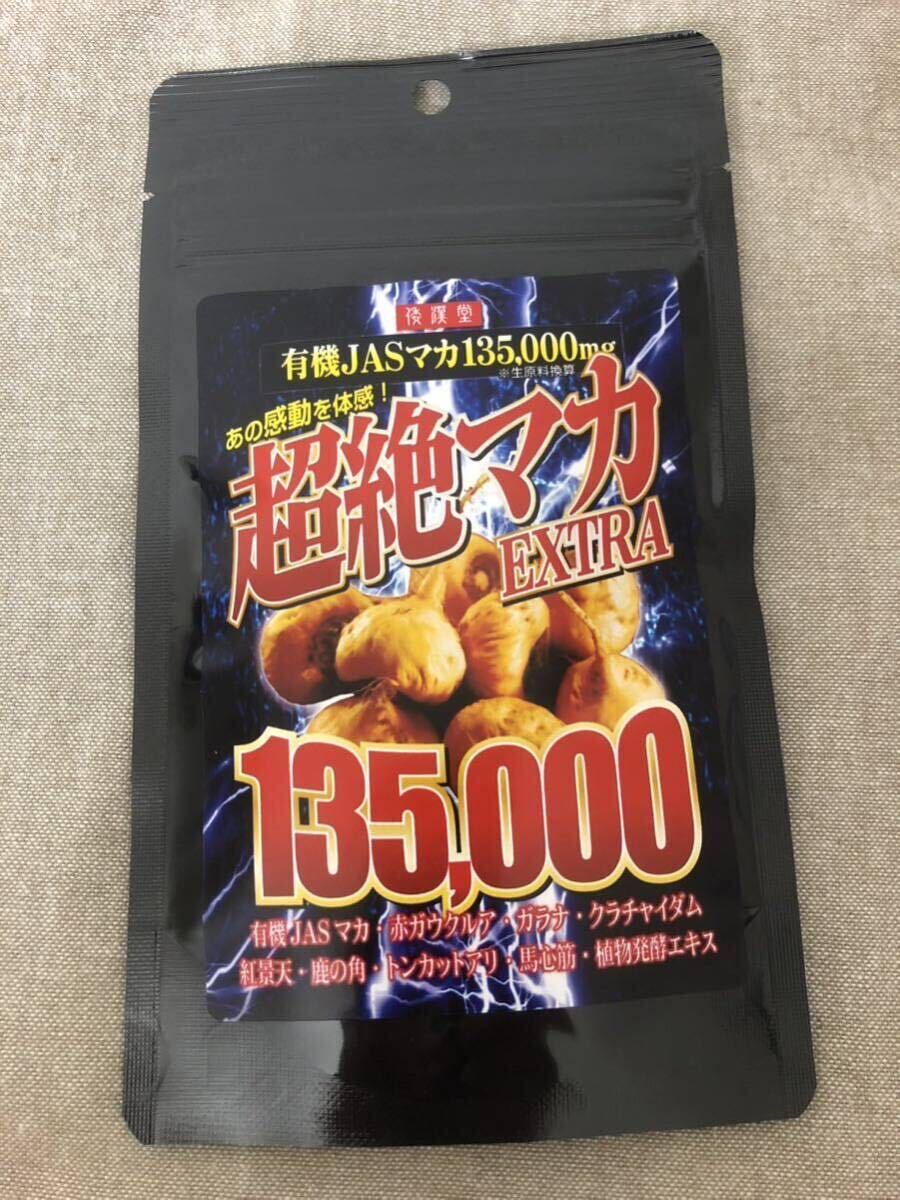 倭漢堂
有機JASマカ135,000mg
※生原料換算
あの感動を体感!
超絶マカ
EXTRA
135,000
有機JASマカ・赤ガウクルア・ガラナ・クラチャイダム
紅景天・鹿の角・トンカットアリ・馬心筋・植物発酵エキス